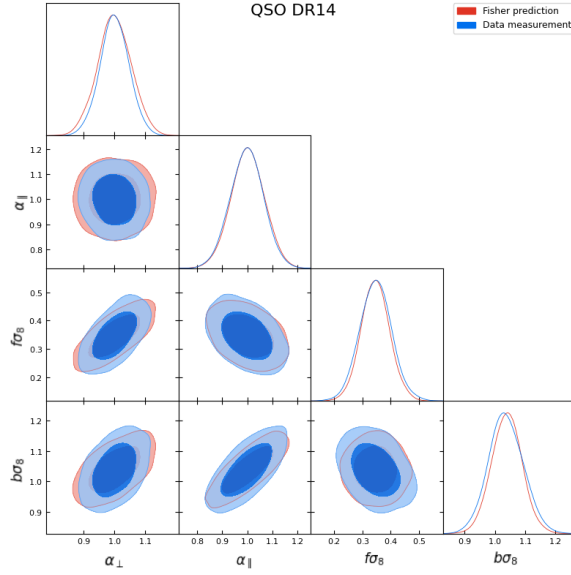 QSO DR14
Fisher prediction
Data measurement
α∥
1.2
1.1
1.0
0.9
0.8
fσ₈
0.5
0.4
0.3
0.2
bσ₈
1.2
1.1
1.0
0.9
0.9 1.0 1.1
0.8 0.9 1.0 1.1 1.2
0.2 0.3 0.4 0.5
0.9 1.0 1.1 1.2
α⊥
α∥
fσ₈
bσ₈